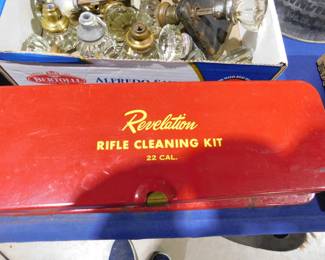 BERTOLLI
ALFREDO
Revelation
RIFLE CLEANING KIT
22 CAL.